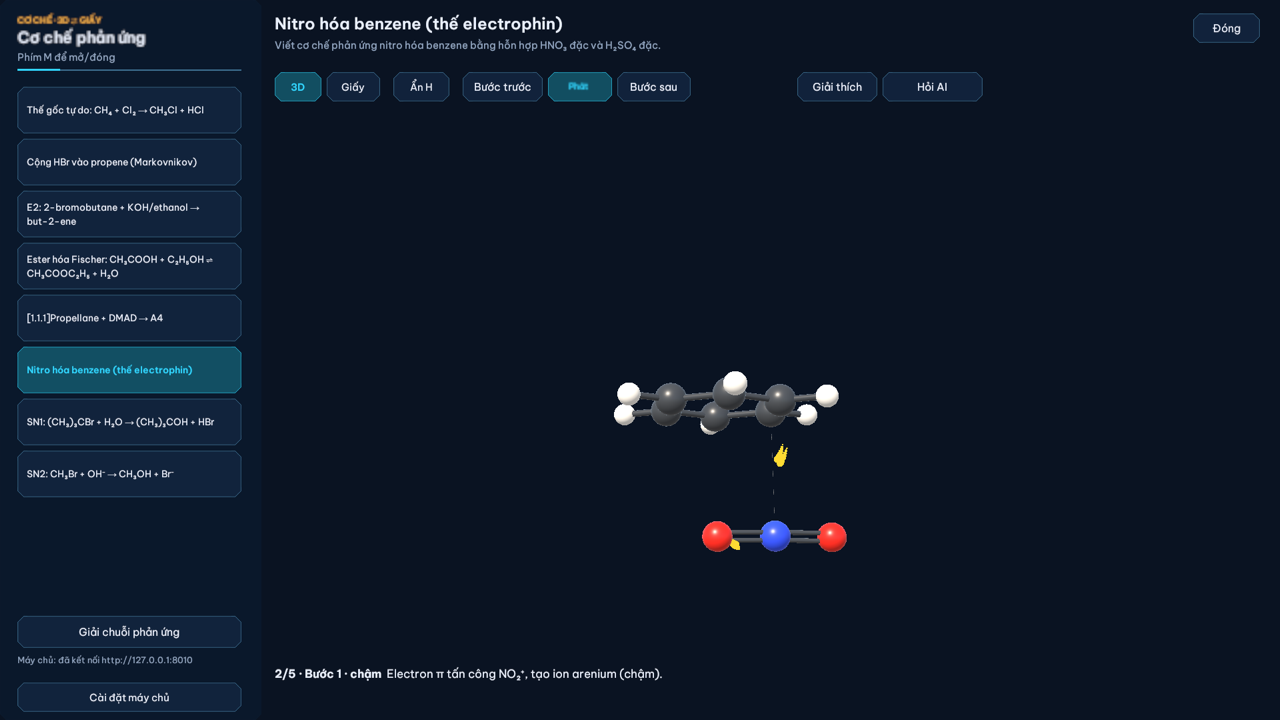 CƠ CHẾ · 3D ⇌ GIẤY
Cơ chế phản ứng
Phím M để mở/đóng
Thế gốc tự do: CH₄ + Cl₂ → CH₃Cl + HCl
Cộng HBr vào propene (Markovnikov)
E2: 2-bromobutane + KOH/ethanol →
but-2-ene
Ester hóa Fischer: CH₃COOH + C₂H₅OH ⇌
CH₃COOC₂H₅ + H₂O
[1.1.1]Propellane + DMAD → A4
Nitro hóa benzene (thế electrophin)
SN1: (CH₃)₃CBr + H₂O → (CH₃)₃COH + HBr
SN2: CH₃Br + OH⁻ → CH₃OH + Br⁻
Giải chuỗi phản ứng
Máy chủ: đã kết nối http://127.0.0.1:8010
Cài đặt máy chủ
Nitro hóa benzene (thế electrophin)
Viết cơ chế phản ứng nitro hóa benzene bằng hỗn hợp HNO₃ đặc và H₂SO₄ đặc.
Đóng
3D Giấy Ẩn H Bước trước Phát Bước sau Giải thích Hỏi AI
2/5 · Bước 1 · chậm Electron π tấn công NO₂⁺, tạo ion arenium (chậm).